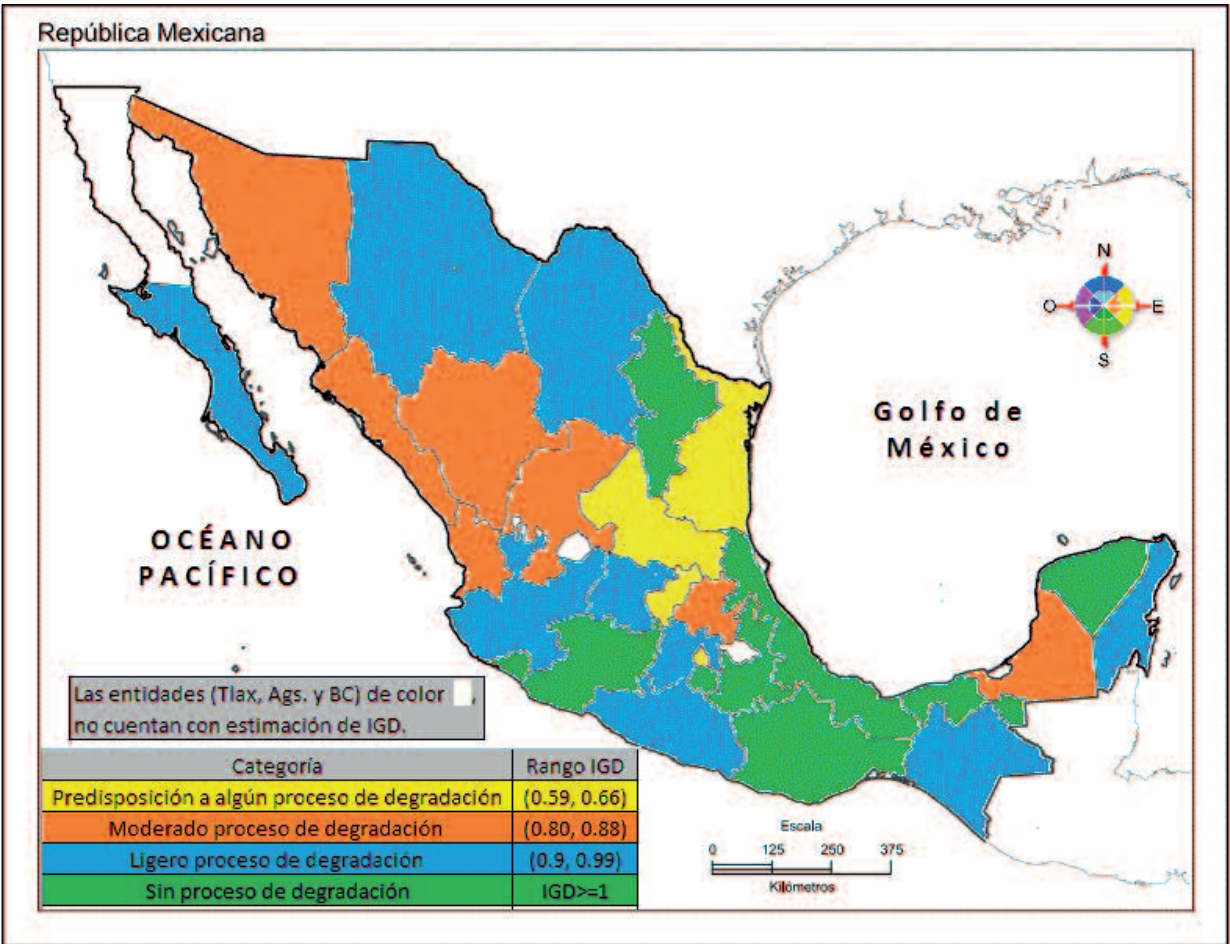 República Mexicana
N
O
E
S
Golfo de
México
OCÉANO
PACÍFICO
Las entidades (Tlax, Ags. y BC) de color ,
no cuentan con estimación de IGD.
Categoría Rango IGD
Predisposición a algún proceso de degradación (0.59, 0.66)
Moderado proceso de degradación (0.80, 0.88)
Ligero proceso de degradación (0.9, 0.99)
Sin proceso de degradación IGD>=1
Escala
0 125 250 375
Kilómetros